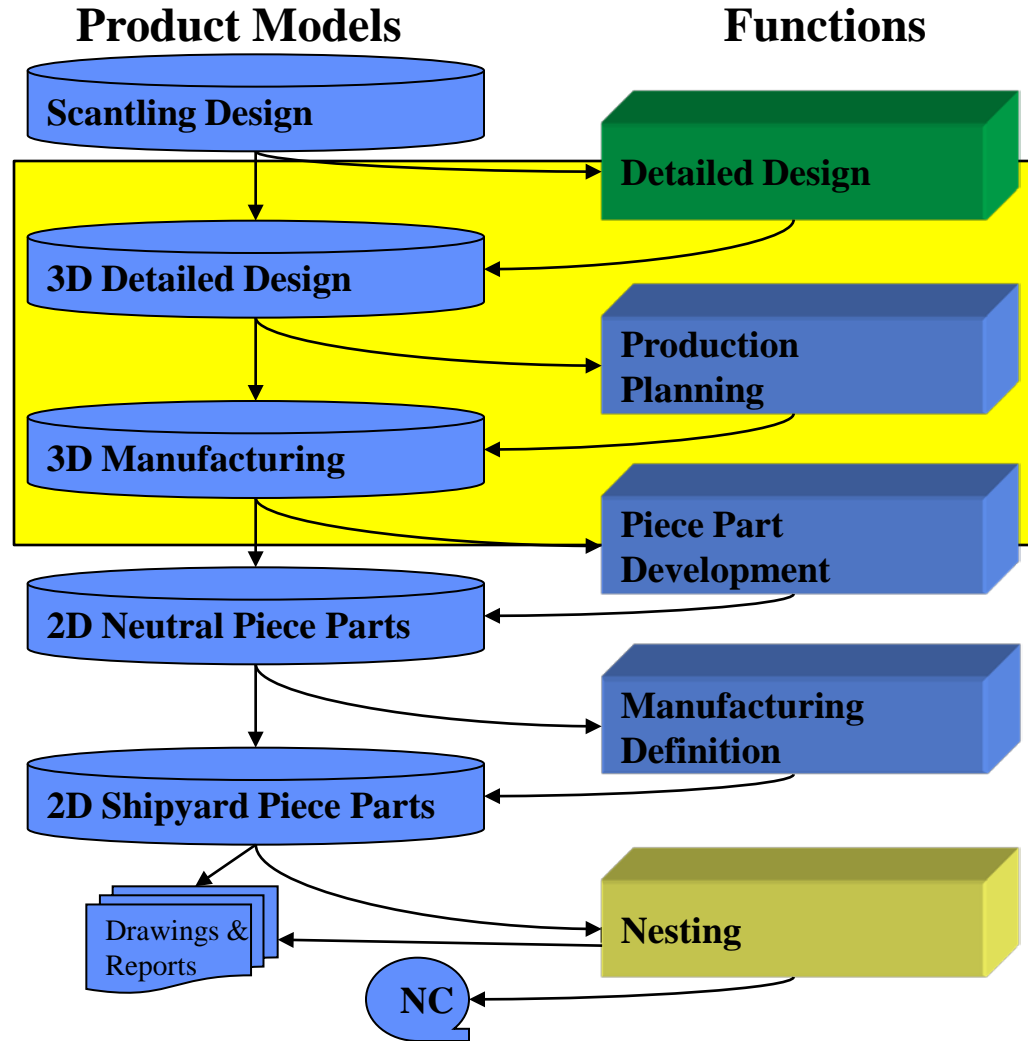 Product Models
Functions
Scantling Design
Detailed Design
3D Detailed Design
Production
Planning
3D Manufacturing
Piece Part
Development
2D Neutral Piece Parts
Manufacturing
Definition
2D Shipyard Piece Parts
Drawings &
Reports
Nesting
NC